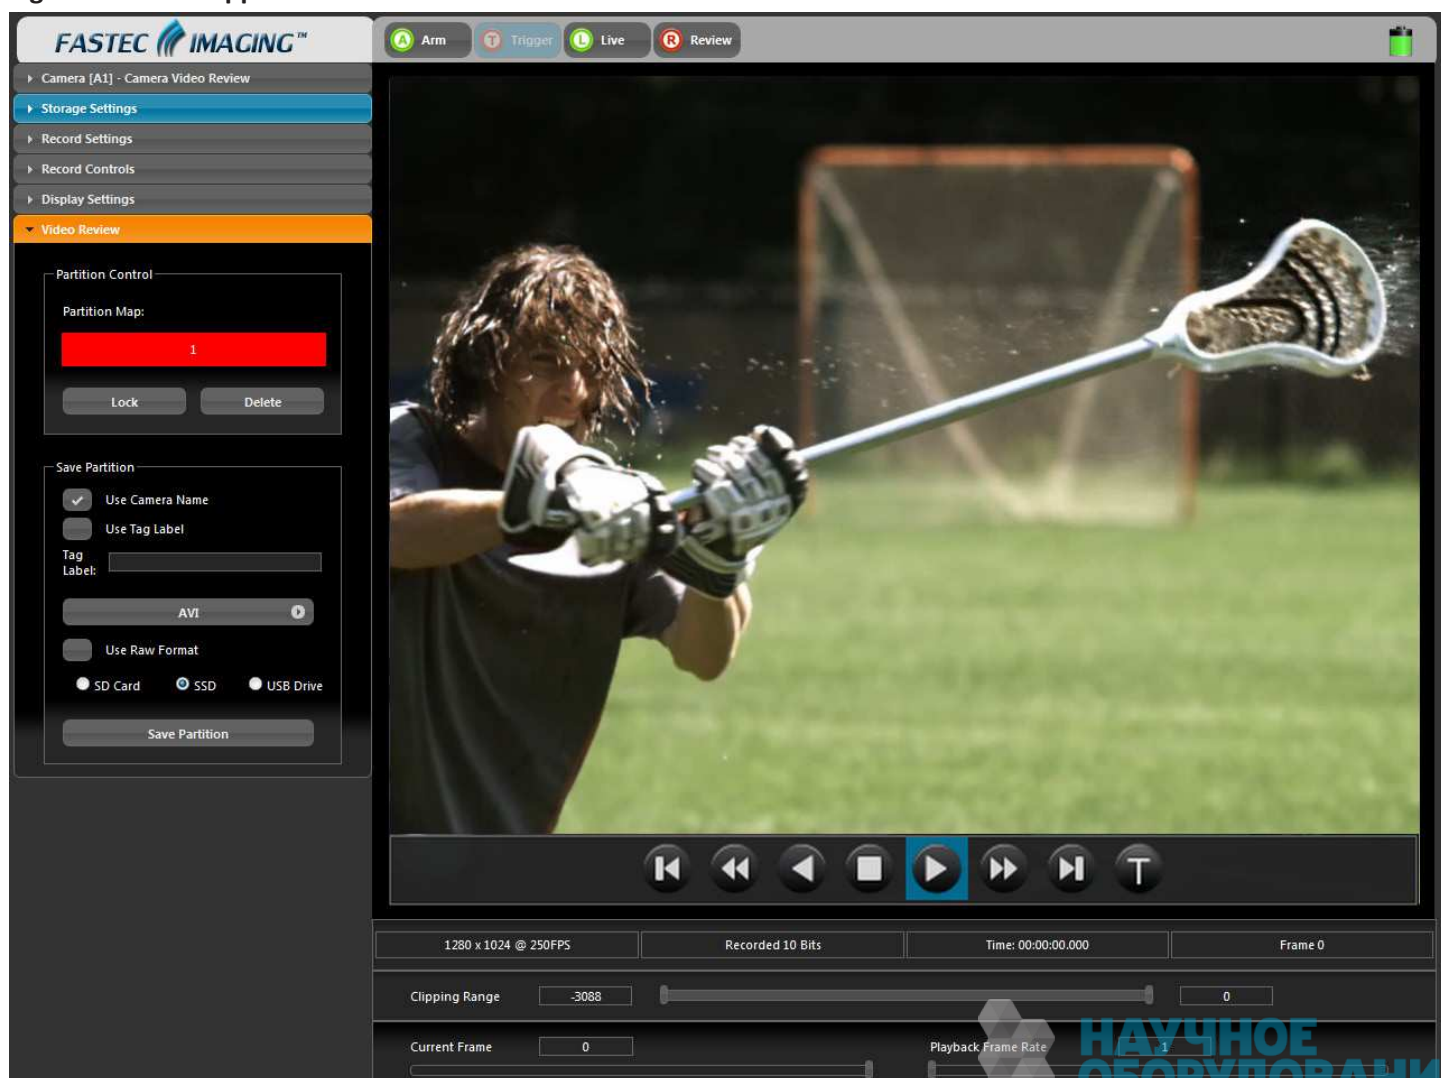 FASTEC IMAGING™
A Arm
T Trigger
L Live
R Review
Camera [A1] - Camera Video Review
Storage Settings
Record Settings
Record Controls
Display Settings
Video Review
Partition Control
Partition Map:
1
Lock
Delete
Save Partition
Use Camera Name
Use Tag Label
Tag
Label:
AVI
Use Raw Format
SD Card
SSD
USB Drive
Save Partition
T
1280 x 1024 @ 250FPS
Recorded 10 Bits
Time: 00:00:00.000
Frame 0
Clipping Range
-3088
0
Current Frame
0
Playback Frame Rate
1
НАУЧНОЕ